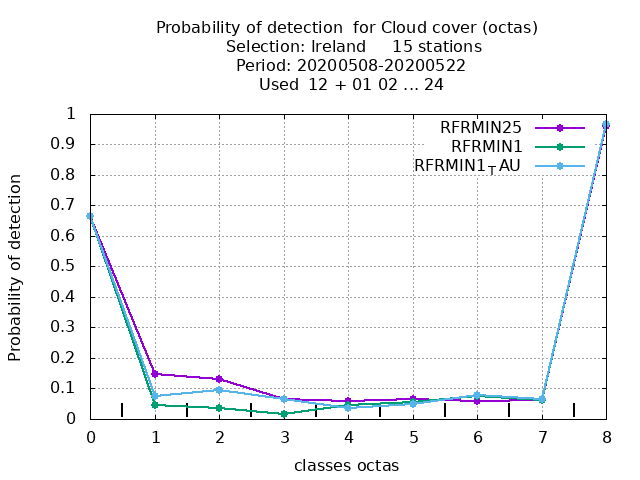 Probability of detection  for Cloud cover (octas)
Selection: Ireland     15 stations
Period: 20200508-20200522
Used  12 + 01 02 ... 24
RFRMIN25
RFRMIN1
RFRMIN1TAU
Probability of detection
1
0.9
0.8
0.7
0.6
0.5
0.4
0.3
0.2
0.1
0
0 1 2 3 4 5 6 7 8
classes octas